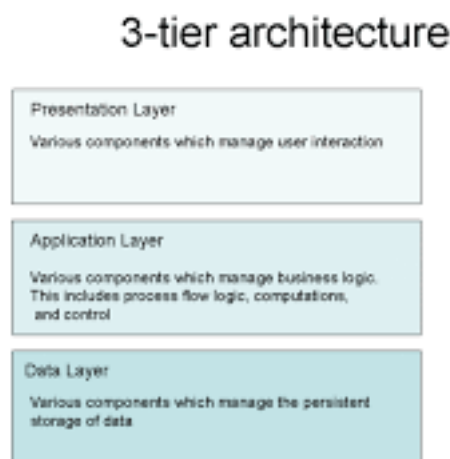 3-tier architecture
Presentation Layer
Various components which manage user interaction
Application Layer
Various components which manage business logic.
This includes process flow logic, computations,
and control
Data Layer
Various components which manage the persistent
storage of data